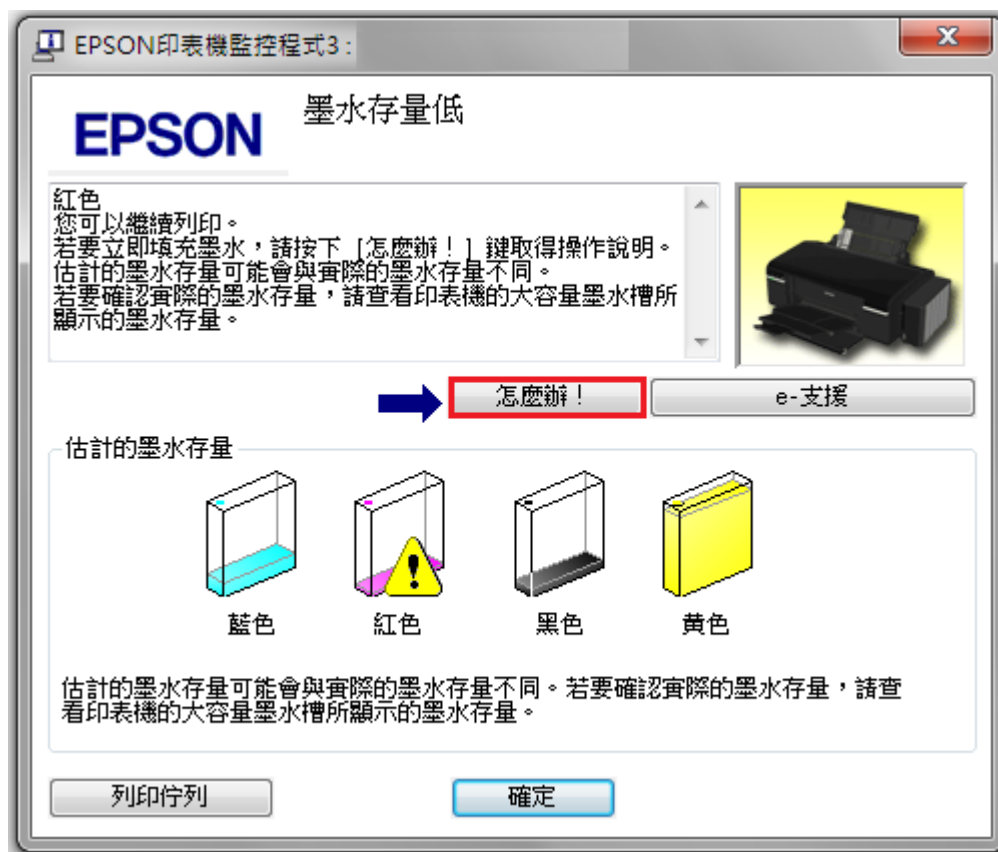 EPSON印表機監控程式3 :
EPSON
墨水存量低
紅色
您可以繼續列印。
若要立即填充墨水，請按下 [怎麼辦！] 鍵取得操作說明。
估計的墨水存量可能會與實際的墨水存量不同。
若要確認實際的墨水存量，請查看印表機的大容量墨水槽所
顯示的墨水存量。
怎麼辦！
e-支援
估計的墨水存量
藍色
紅色
黑色
黃色
估計的墨水存量可能會與實際的墨水存量不同。若要確認實際的墨水存量，請查
看印表機的大容量墨水槽所顯示的墨水存量。
列印佇列
確定